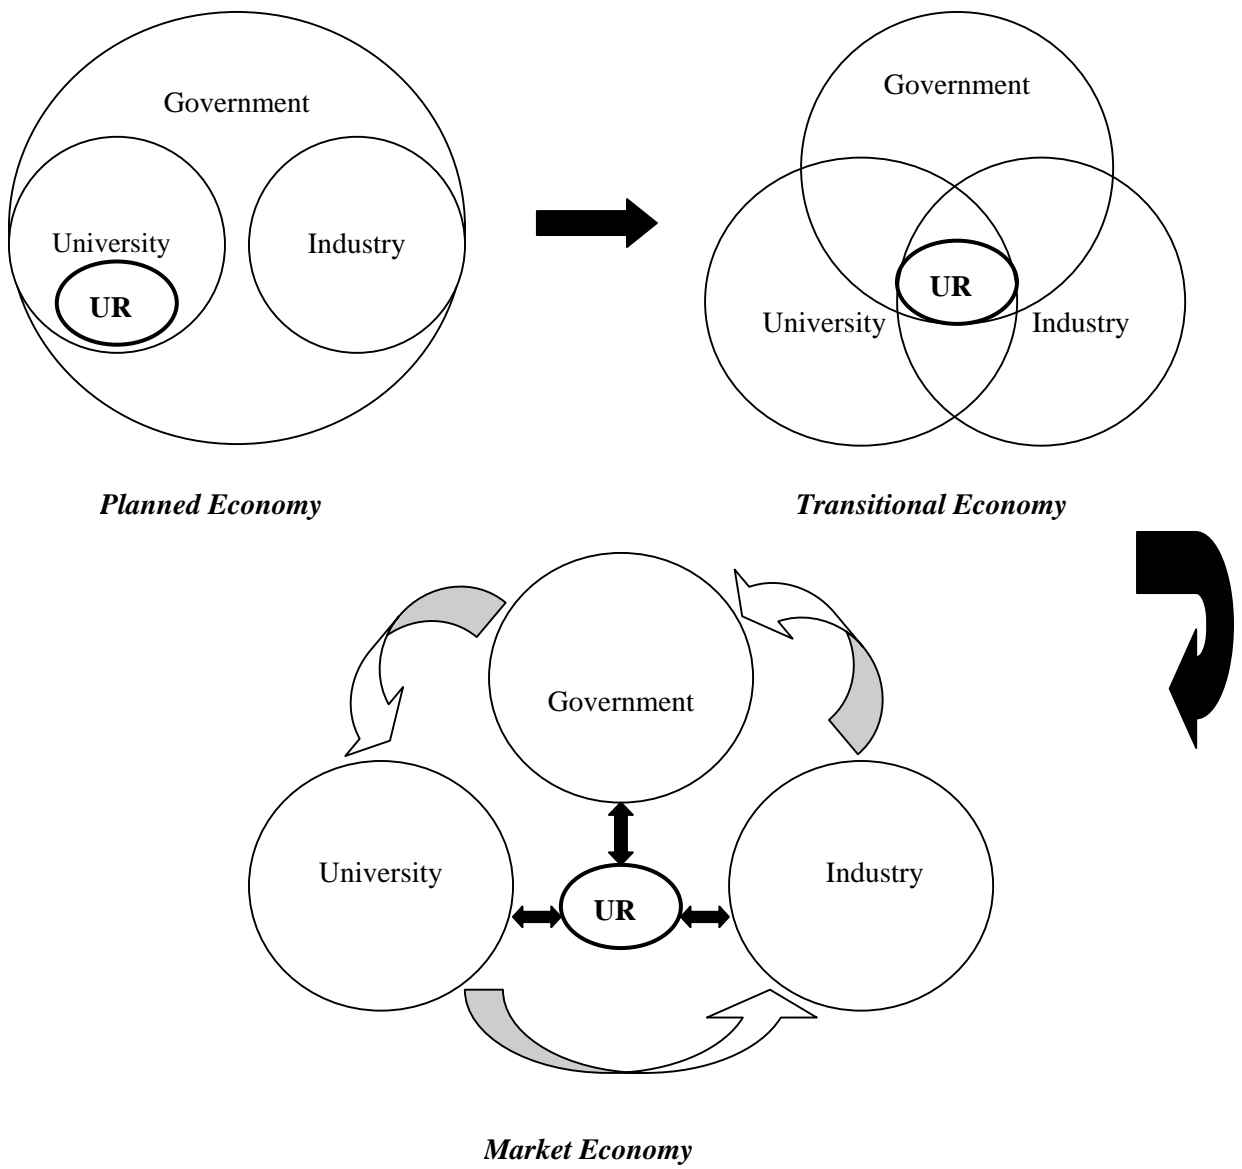 Government
University
Industry
UR
Planned Economy
Government
University
Industry
UR
Transitional Economy
Government
University
Industry
UR
Market Economy